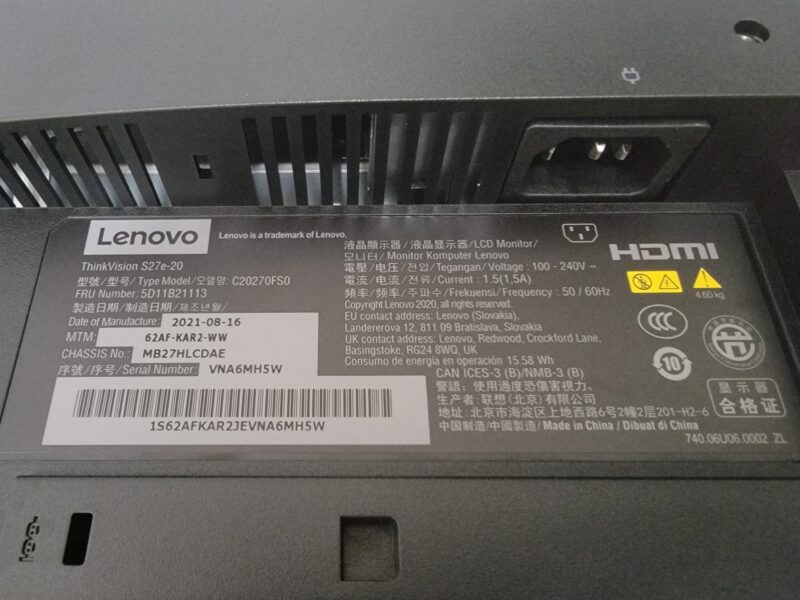 Lenovo
Lenovo is a trademark of Lenovo.
ThinkVision S27e-20
型號/型号/Type Model/모델명: C20270FS0
FRU Number: 5D11B21113
製造日期/制造日期/제조년월/
Date of Manufacture: 2021-08-16
MTM: 62AF-KAR2-WW
CHASSIS No.: MB27HLCDAE
序號/序号/Serial Number: VNA6MH5W
1S62AFKAR2JEVNA6MH5W
液晶顯示器/液晶显示器/LCD Monitor/
모니터/ Monitor Komputer Lenovo
電壓/电压/전압/Tegangan/Voltage : 100 - 240V ~
電流/电流/전류/Current : 1.5(1,5A)
頻率/频率/주파수/Frekuensi/Frequency : 50 / 60Hz
Copyright Lenovo 2020, all rights reserved.
EU contact address: Lenovo (Slovakia),
Landererova 12, 811 09 Bratislava, Slovakia
UK contact address: Lenovo, Redwood, Crockford Lane,
Basingstoke, RG24 8WQ, UK
Consumo de energía en operación 15.58 Wh
CAN ICES-3 (B)/NMB-3 (B)
警語: 使用過度恐傷害視力。
生产者: 联想(北京)有限公司
地址: 北京市海淀区上地西路6号2幢2层201-H2-6
中国制造/中國製造/Made in China / Dibuat di China
HDMI
4.60 kg
CCC
10
显示器
合格证
740.06U06.0002 ZL